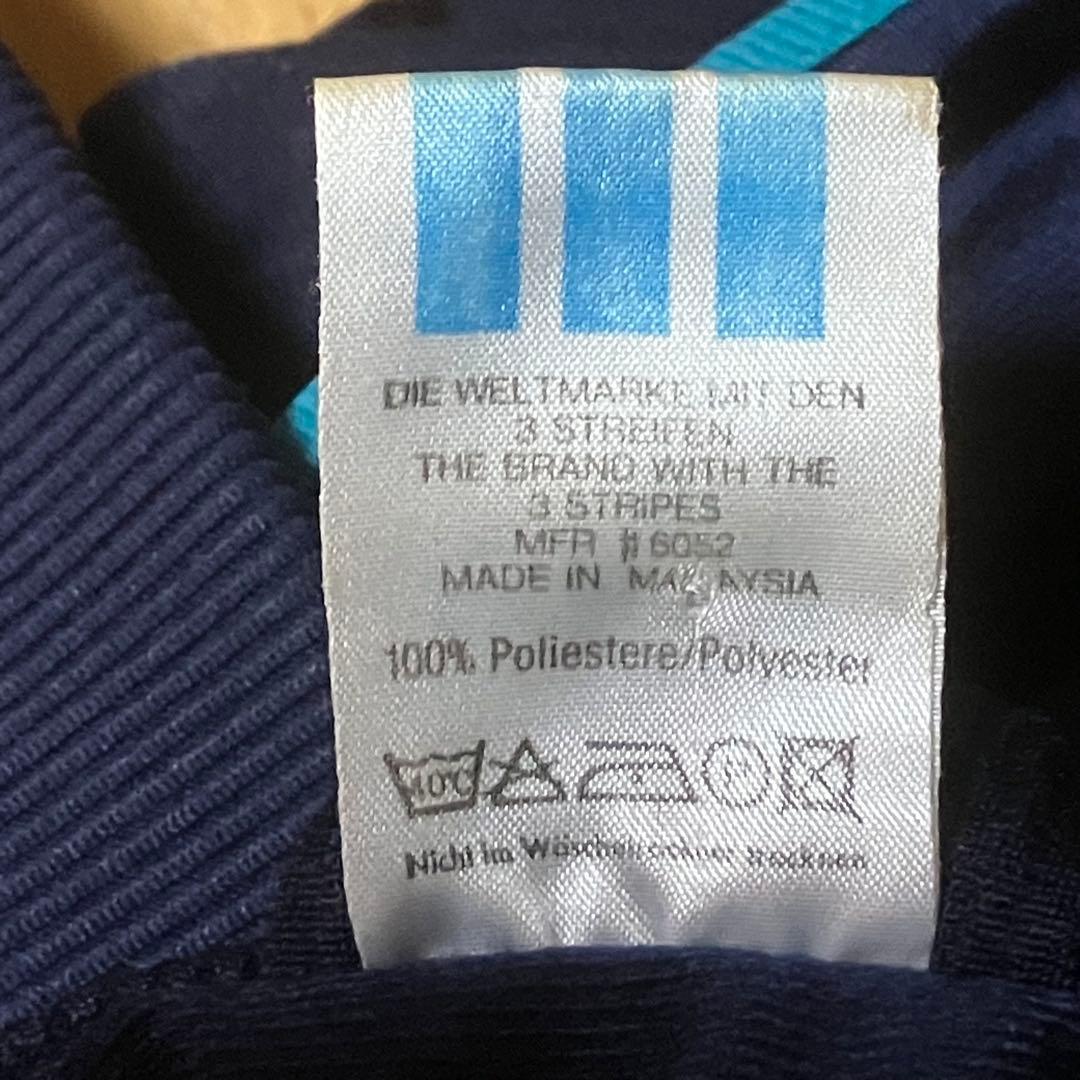 DIE WELTMARKE MIT DEN
3 STREIFEN
THE BRAND WITH THE
3 STRIPES
MFR # 6052
MADE IN MALAYSIA
100% Poliestere/Polyester
40°C
Nicht im Wäschetrockner trocknen